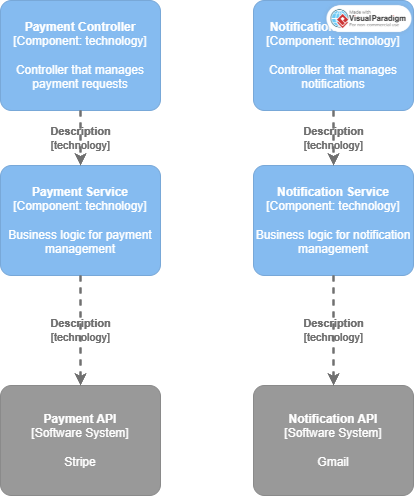 Payment Controller
[Component: technology]
Controller that manages
payment requests
Description
[technology]
Payment Service
[Component: technology]
Business logic for payment
management
Description
[technology]
Payment API
[Software System]
Stripe
Made with
VisualParadigm
For non-commercial use
Notification
[Component: technology]
Controller that manages
notifications
Description
[technology]
Notification Service
[Component: technology]
Business logic for notification
management
Description
[technology]
Notification API
[Software System]
Gmail